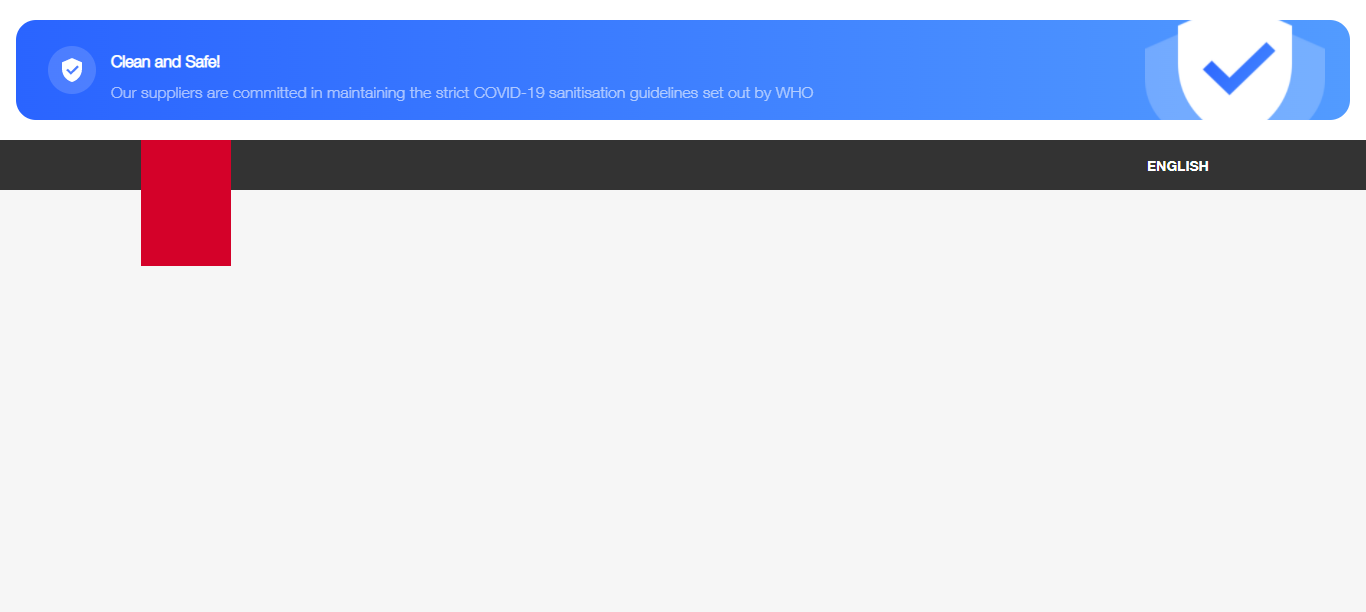 Clean and Safe!
Our suppliers are committed in maintaining the strict COVID-19 sanitisation guidelines set out by WHO
ENGLISH